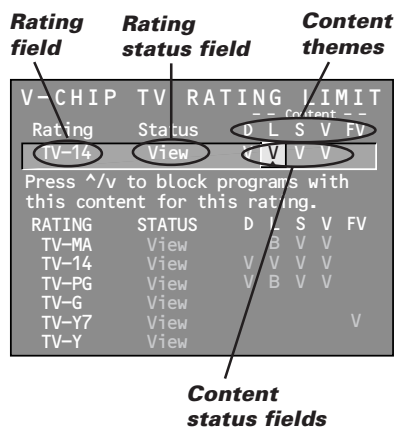 Rating field
Rating status field
Content themes
V-CHIP TV RATING LIMIT
- - Content - -
Rating Status D L S V FV
TV-14 View V V V V
Press ^/v to block programs with
this content for this rating.
RATING STATUS D L S V FV
TV-MA View B V V
TV-14 View V V V V
TV-PG View V B V V
TV-G View
TV-Y7 View V
TV-Y View
Content
status fields